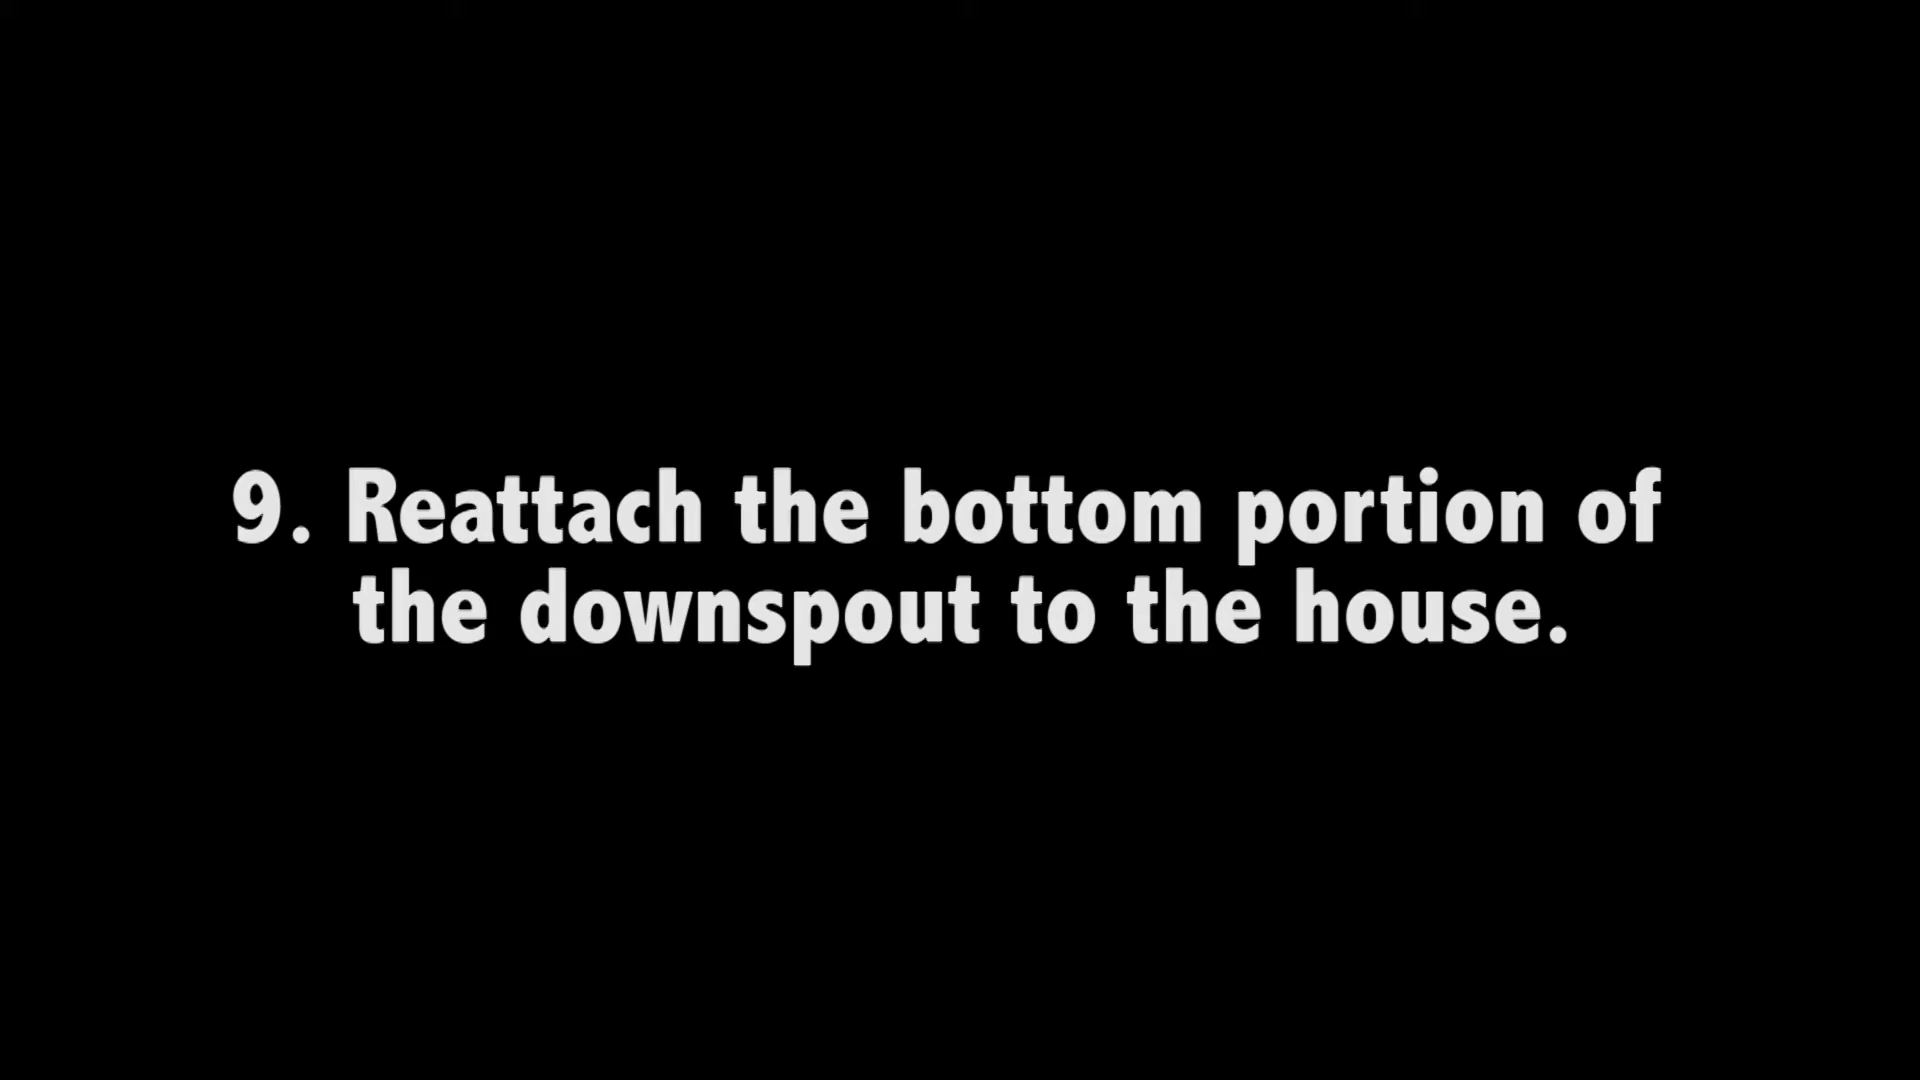 9. Reattach the bottom portion of
the downspout to the house.